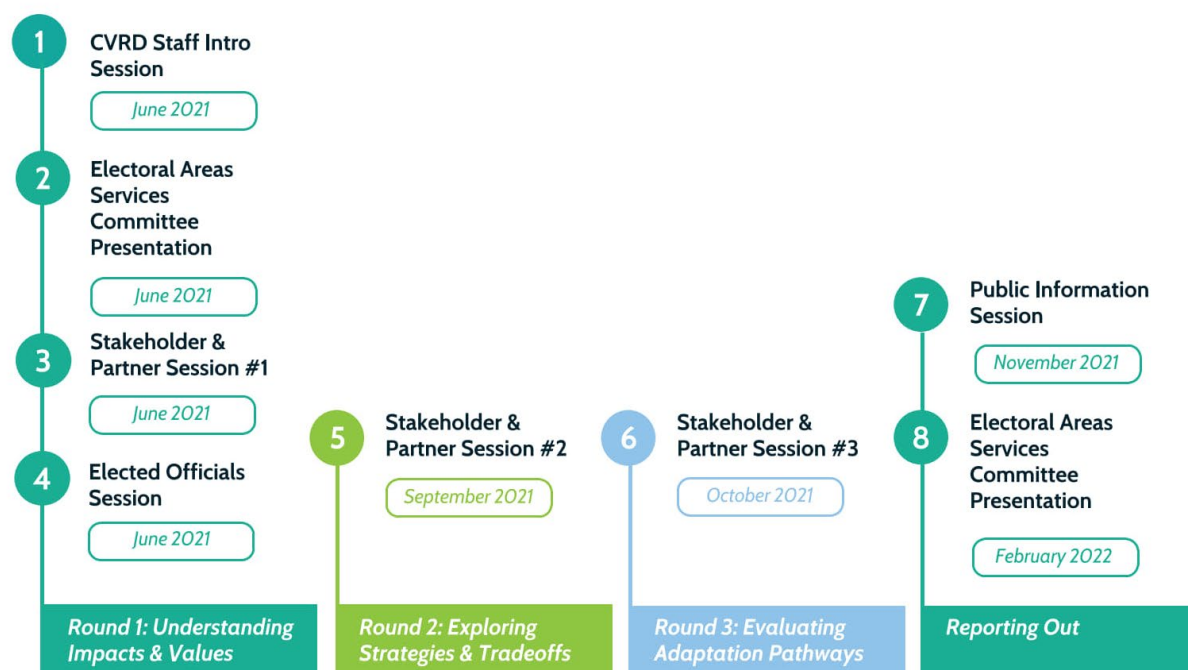 1
CVRD Staff Intro
Session
June 2021
2
Electoral Areas
Services
Committee
Presentation
June 2021
3
Stakeholder &
Partner Session #1
June 2021
4
Elected Officials
Session
June 2021
Round 1: Understanding
Impacts & Values
5
Stakeholder &
Partner Session #2
September 2021
Round 2: Exploring
Strategies & Tradeoffs
6
Stakeholder &
Partner Session #3
October 2021
Round 3: Evaluating
Adaptation Pathways
7
Public Information
Session
November 2021
8
Electoral Areas
Services
Committee
Presentation
February 2022
Reporting Out